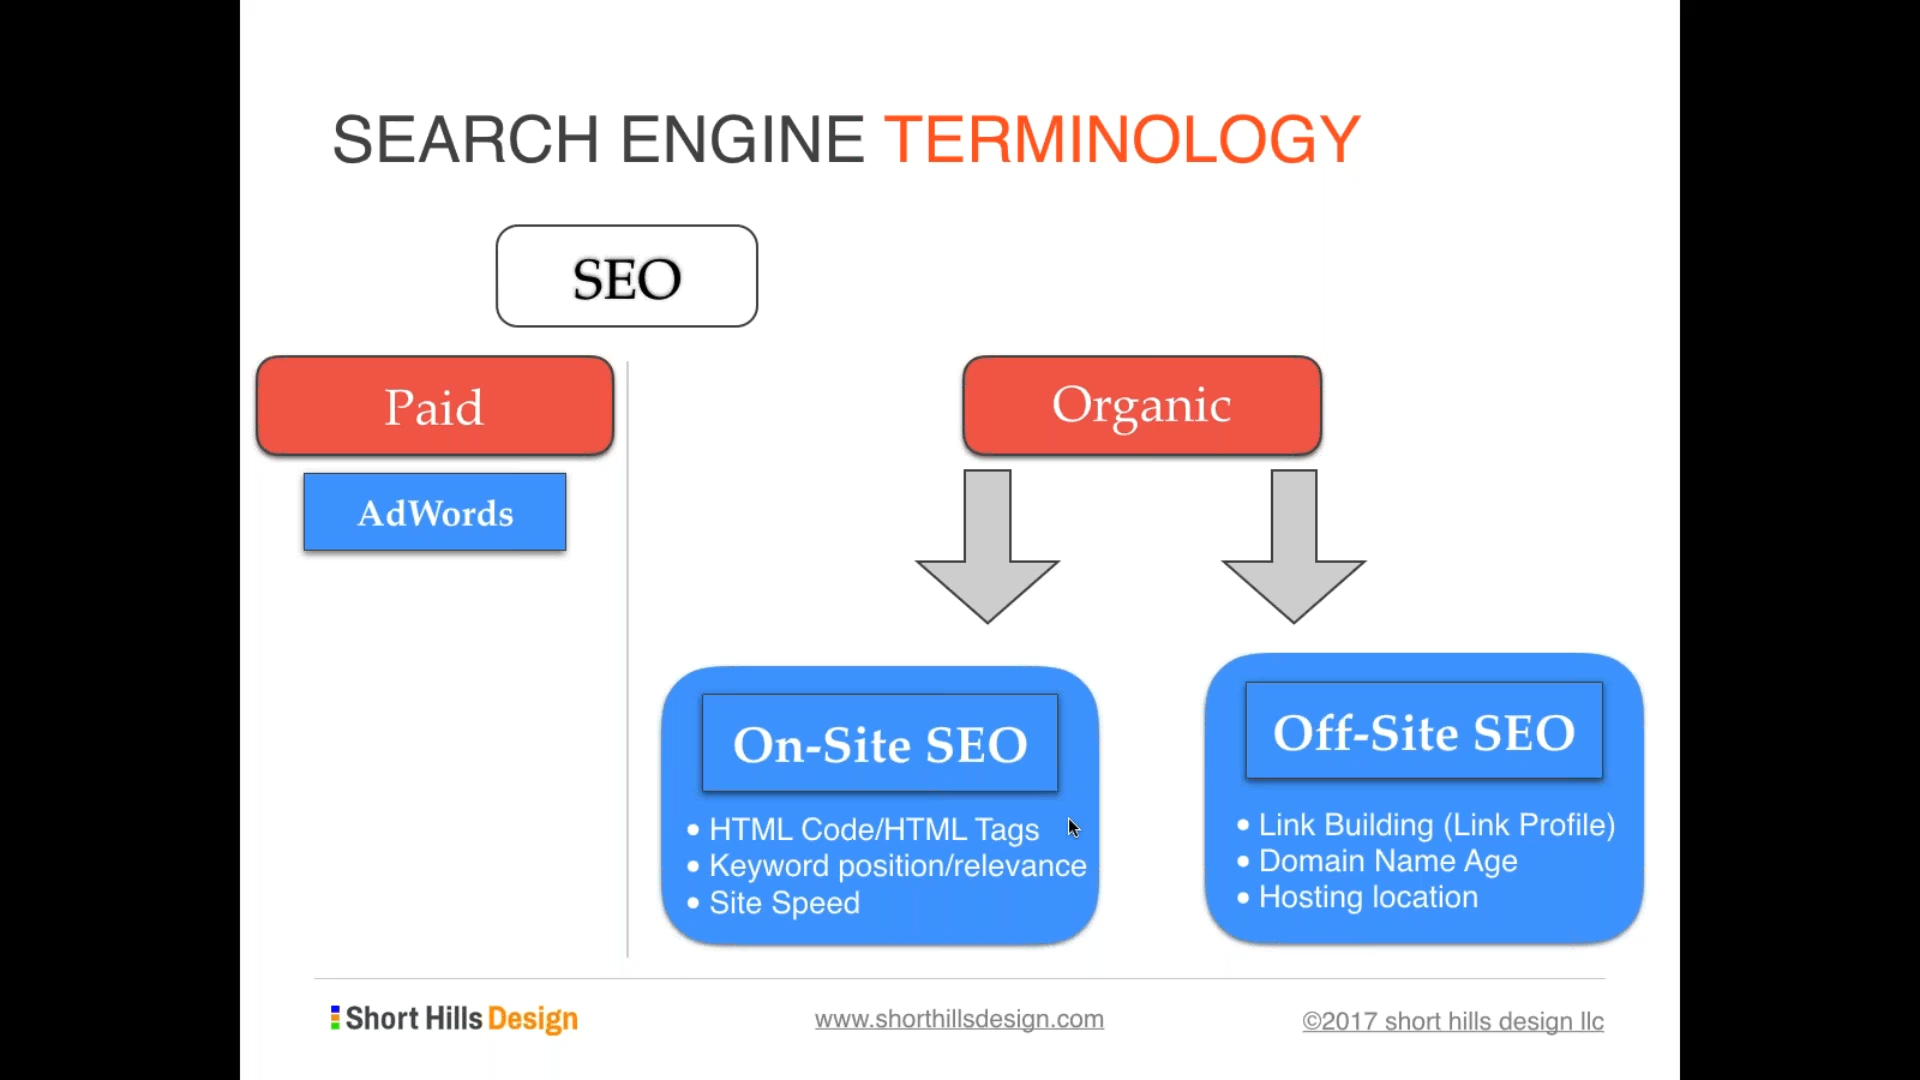 SEARCH ENGINE TERMINOLOGY
SEO
Paid
AdWords
Organic
On-Site SEO
• HTML Code/HTML Tags
• Keyword position/relevance
• Site Speed
Off-Site SEO
• Link Building (Link Profile)
• Domain Name Age
• Hosting location
Short Hills Design
www.shorthillsdesign.com
©2017 short hills design llc